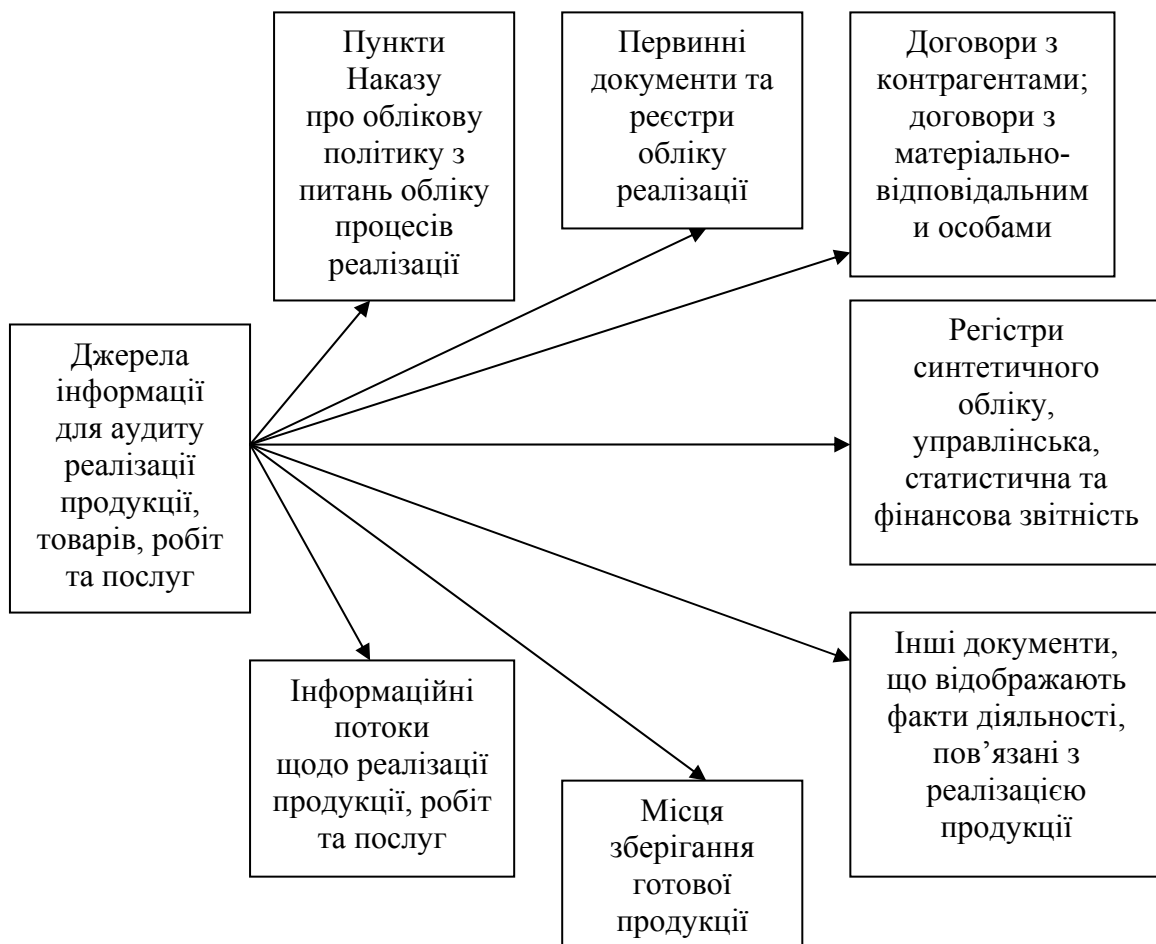 Пункти
Наказу
про облікову
політику з
питань обліку
процесів
реалізації
Первинні
документи та
реєстри
обліку
реалізації
Договори з
контрагентами;
договори з
матеріально-
відповідальним
и особами
Джерела
інформації
для аудиту
реалізації
продукції,
товарів, робіт
та послуг
Регістри
синтетичного
обліку,
управлінська,
статистична та
фінансова звітність
Інформаційні
потоки
щодо реалізації
продукції, робіт
та послуг
Місця
зберігання
готової
продукції
Інші документи,
що відображають
факти діяльності,
пов’язані з
реалізацією
продукції